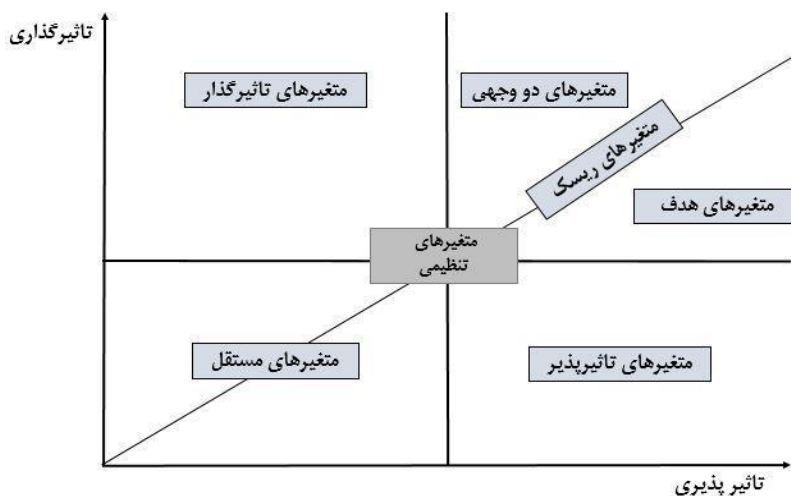 تاثیرگذاری
متغیرهای تاثیرگذار
متغیرهای دو وجهی
متغیرهای ریسک
متغیرهای هدف
متغیرهای
تنظیمی
متغیرهای مستقل
متغیرهای تاثیرپذیر
تاثیر پذیری